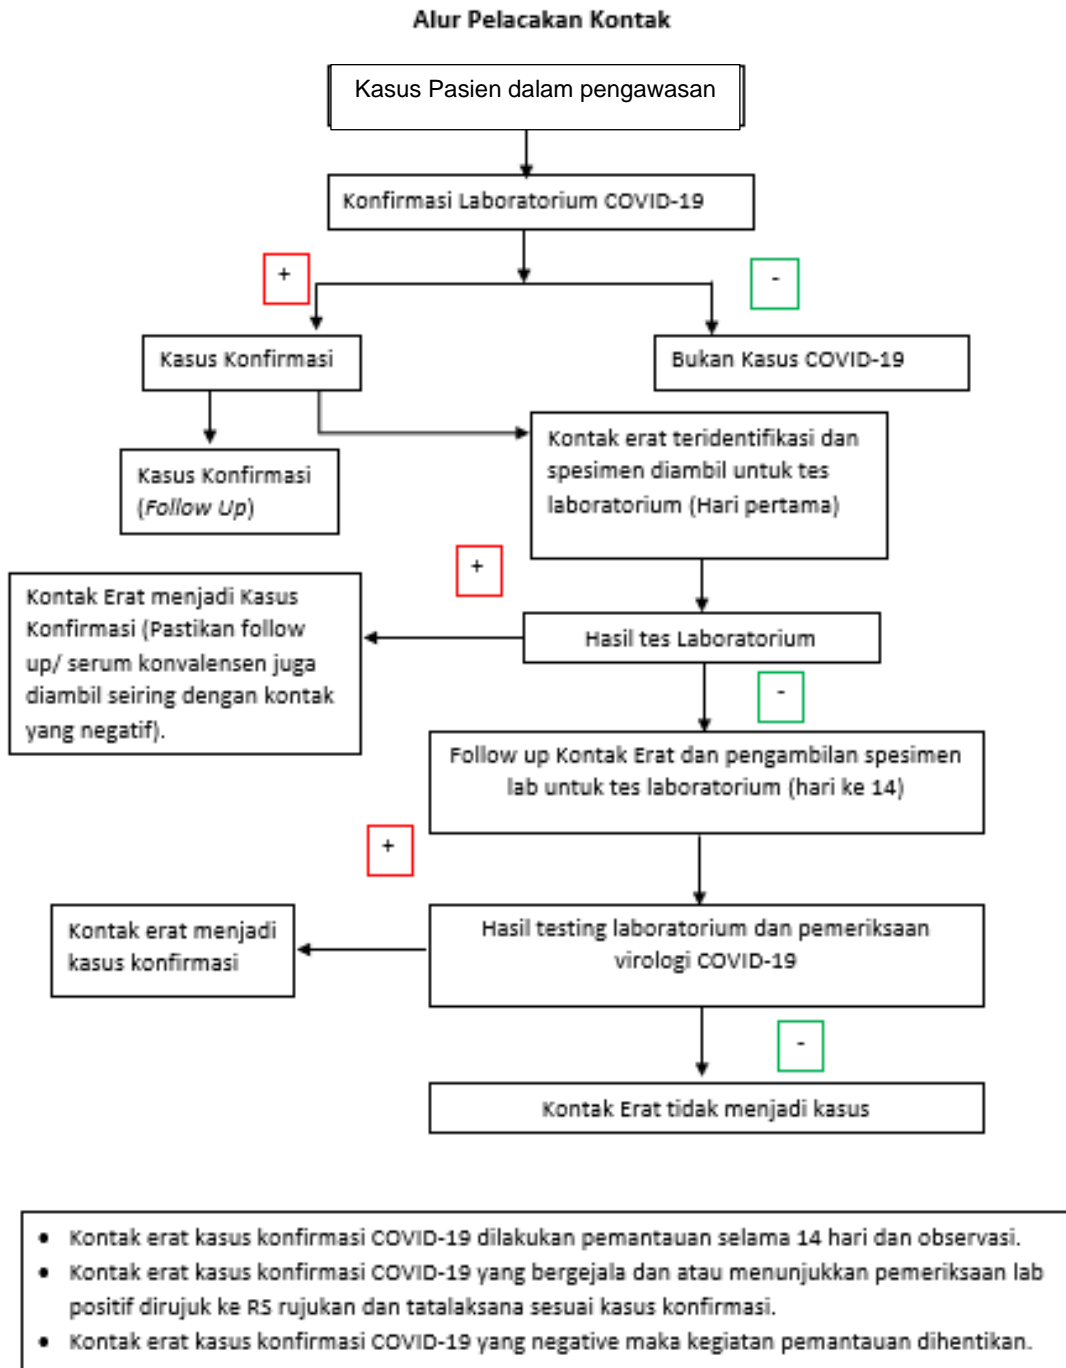 Alur Pelacakan Kontak
Kasus Pasien dalam pengawasan
Konfirmasi Laboratorium COVID-19
+
-
Kasus Konfirmasi
Bukan Kasus COVID-19
Kontak erat teridentifikasi dan
spesimen diambil untuk tes
laboratorium (Hari pertama)
Kasus Konfirmasi
(Follow Up)
+
Kontak Erat menjadi Kasus
Konfirmasi (Pastikan follow
up/ serum konvalensen juga
diambil seiring dengan kontak
yang negatif).
Hasil tes Laboratorium
-
Follow up Kontak Erat dan pengambilan spesimen
lab untuk tes laboratorium (hari ke 14)
+
Kontak erat menjadi
kasus konfirmasi
Hasil testing laboratorium dan pemeriksaan
virologi COVID-19
-
Kontak Erat tidak menjadi kasus
• Kontak erat kasus konfirmasi COVID-19 dilakukan pemantauan selama 14 hari dan observasi.
• Kontak erat kasus konfirmasi COVID-19 yang bergejala dan atau menunjukkan pemeriksaan lab
positif dirujuk ke RS rujukan dan tatalaksana sesuai kasus konfirmasi.
• Kontak erat kasus konfirmasi COVID-19 yang negative maka kegiatan pemantauan dihentikan.